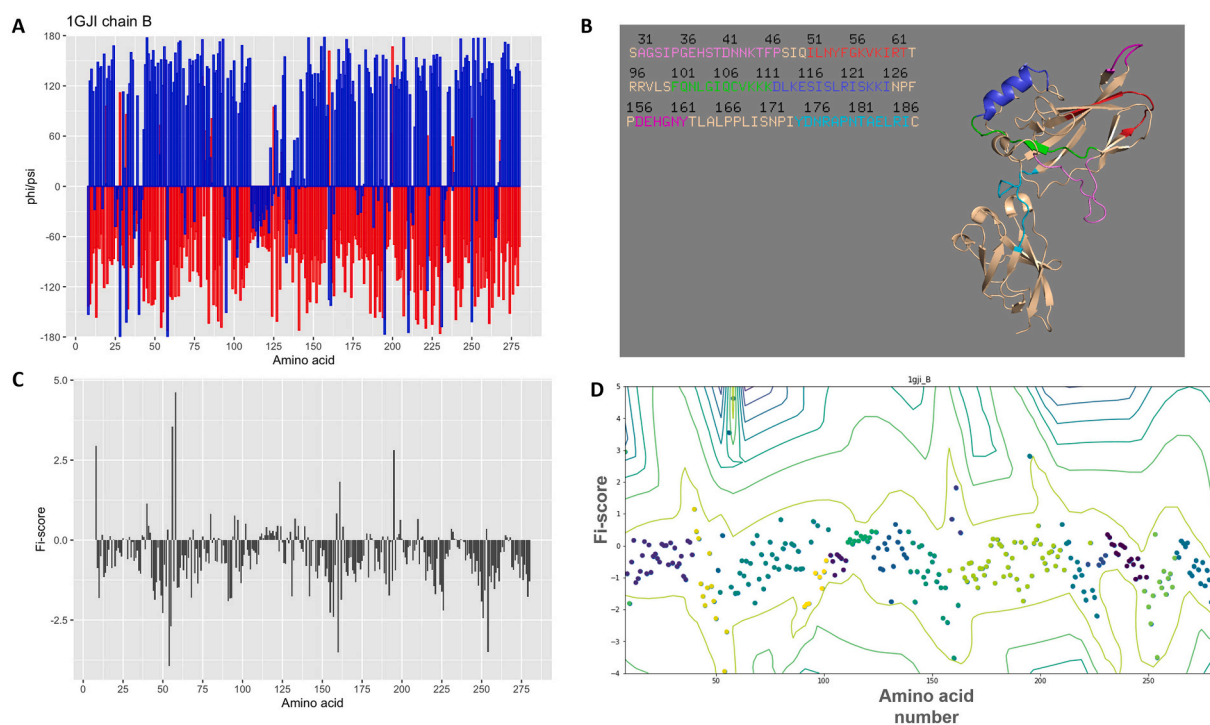 A
1GJI chain B
180
120
60
0
-60
-120
-180
phi/psi
0 25 50 75 100 125 150 175 200 225 250 275
Amino acid
B
31 36 41 46 51 56 61
SAGSIPGEHSTDNNKTFPSIQILNYFGKVKIRTT
96 101 106 111 116 121 126
RRVLSFQNLGIQCVKKKDLKESISLRISKKINPF
156 161 166 171 176 181 186
PDEHGNYTLALPPLISNPIYDNRAPNTAELRIC
C
5.0
2.5
0.0
-2.5
Fi-score
0 25 50 75 100 125 150 175 200 225 250 275
Amino acid
D
1gji_B
5
4
3
2
1
0
-1
-2
-3
-4
Fi-score
50 100 150 200 250
Amino acid
number